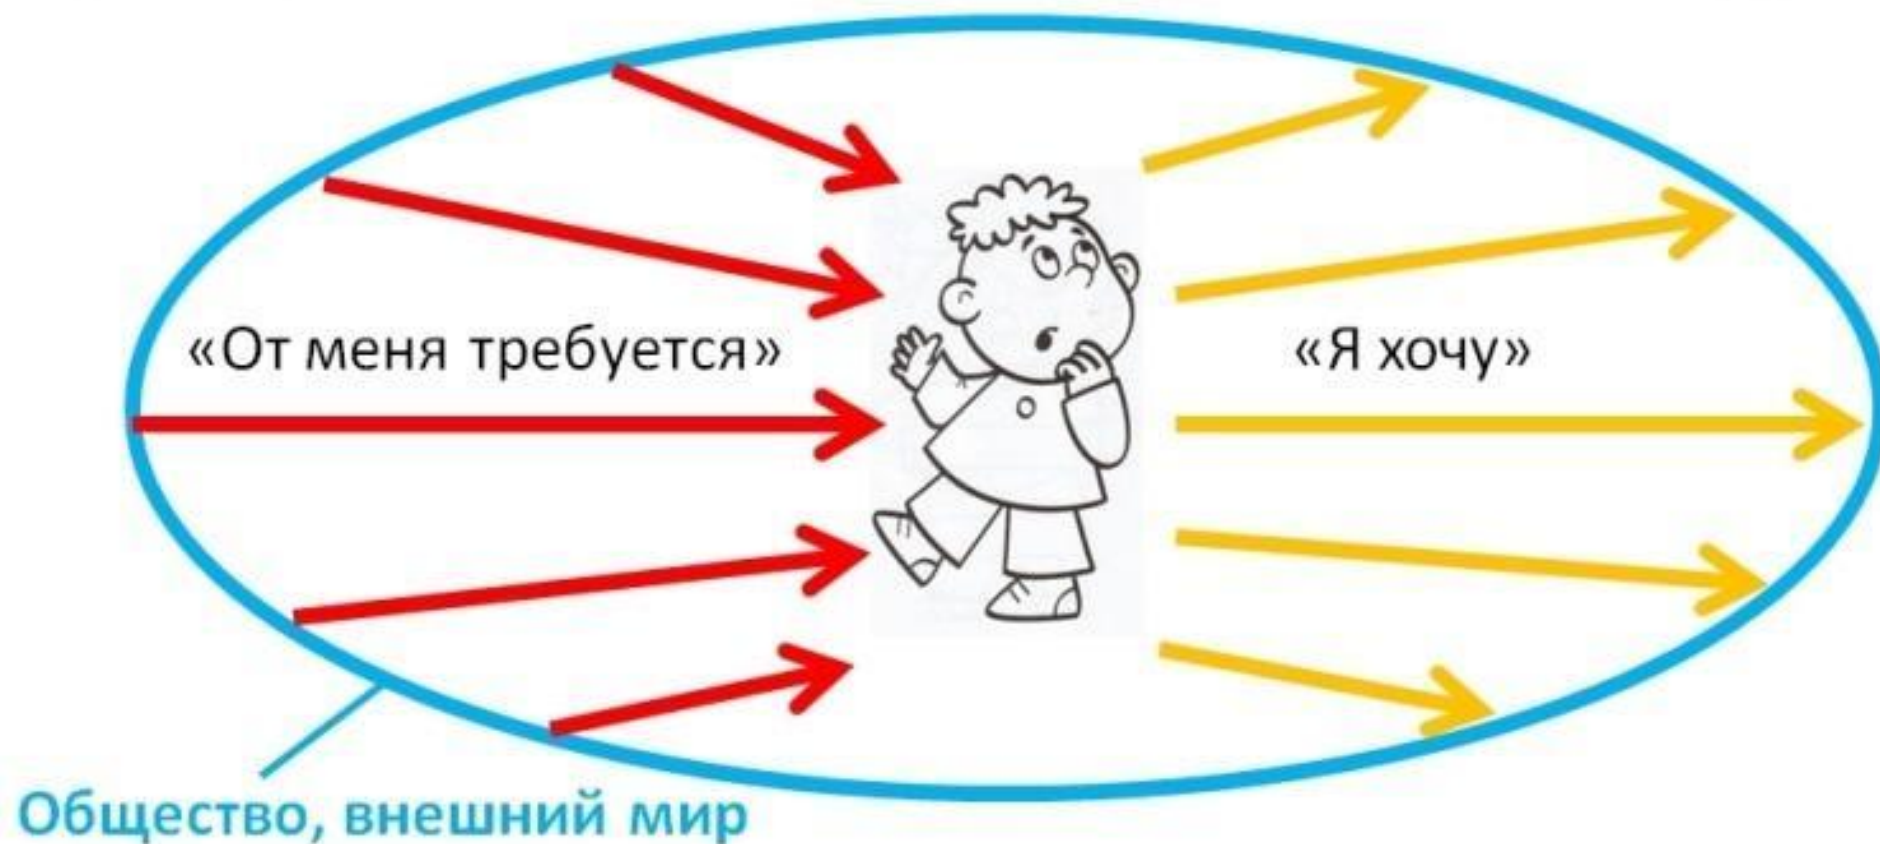 «От меня требуется»
«Я хочу»
Общество, внешний мир